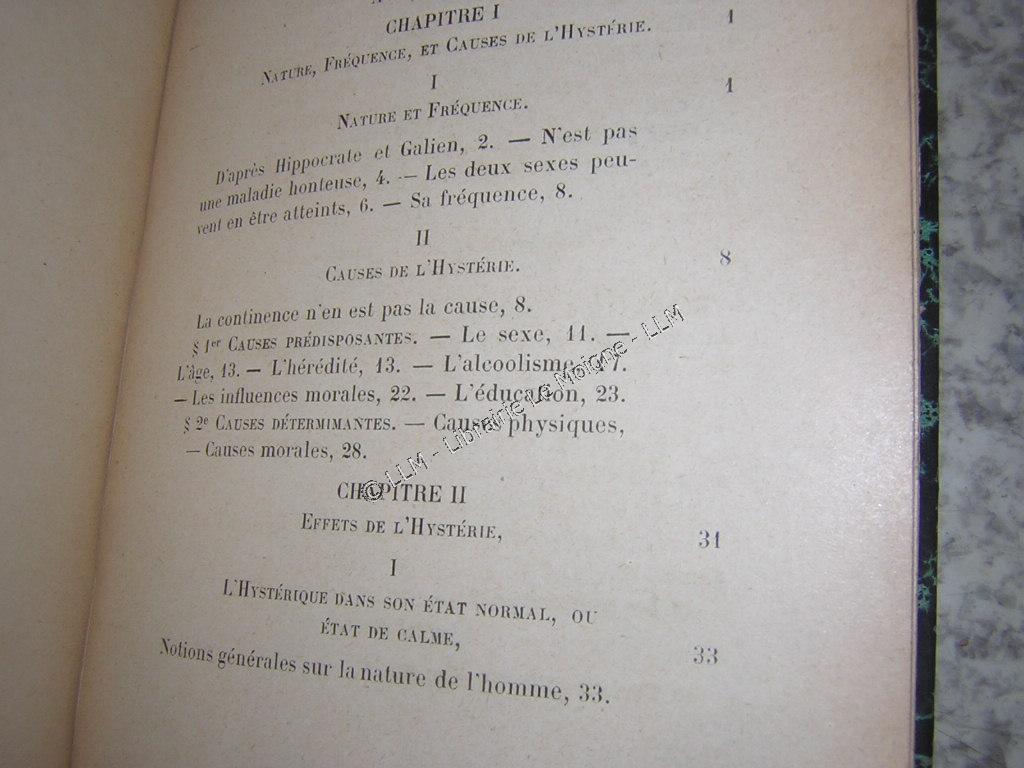 CHAPITRE I
NATURE, FRÉQUENCE, ET CAUSES DE L'HYSTÉRIE. 1
I
NATURE ET FRÉQUENCE. 1
D'après Hippocrate et Galien, 2. — N'est pas
une maladie honteuse, 4. — Les deux sexes peu-
vent en être atteints, 6. — Sa fréquence, 8.
II
CAUSES DE L'HYSTÉRIE. 8
La continence n'en est pas la cause, 8.
§ 1er CAUSES PRÉDISPOSANTES. — Le sexe, 11. —
L'âge, 13. — L'hérédité, 13. — L'alcoolisme, 17.
— Les influences morales, 22. — L'éducation, 23.
§ 2e CAUSES DÉTERMIMANTES. — Causes physiques,
— Causes morales, 28.
CHAPITRE II
EFFETS DE L'HYSTÉRIE, 31
I
L'HYSTÉRIQUE DANS SON ÉTAT NORMAL, OU
ÉTAT DE CALME, 33
Notions générales sur la nature de l'homme, 33.
© LLM - Librairie Le Moigne - LLM